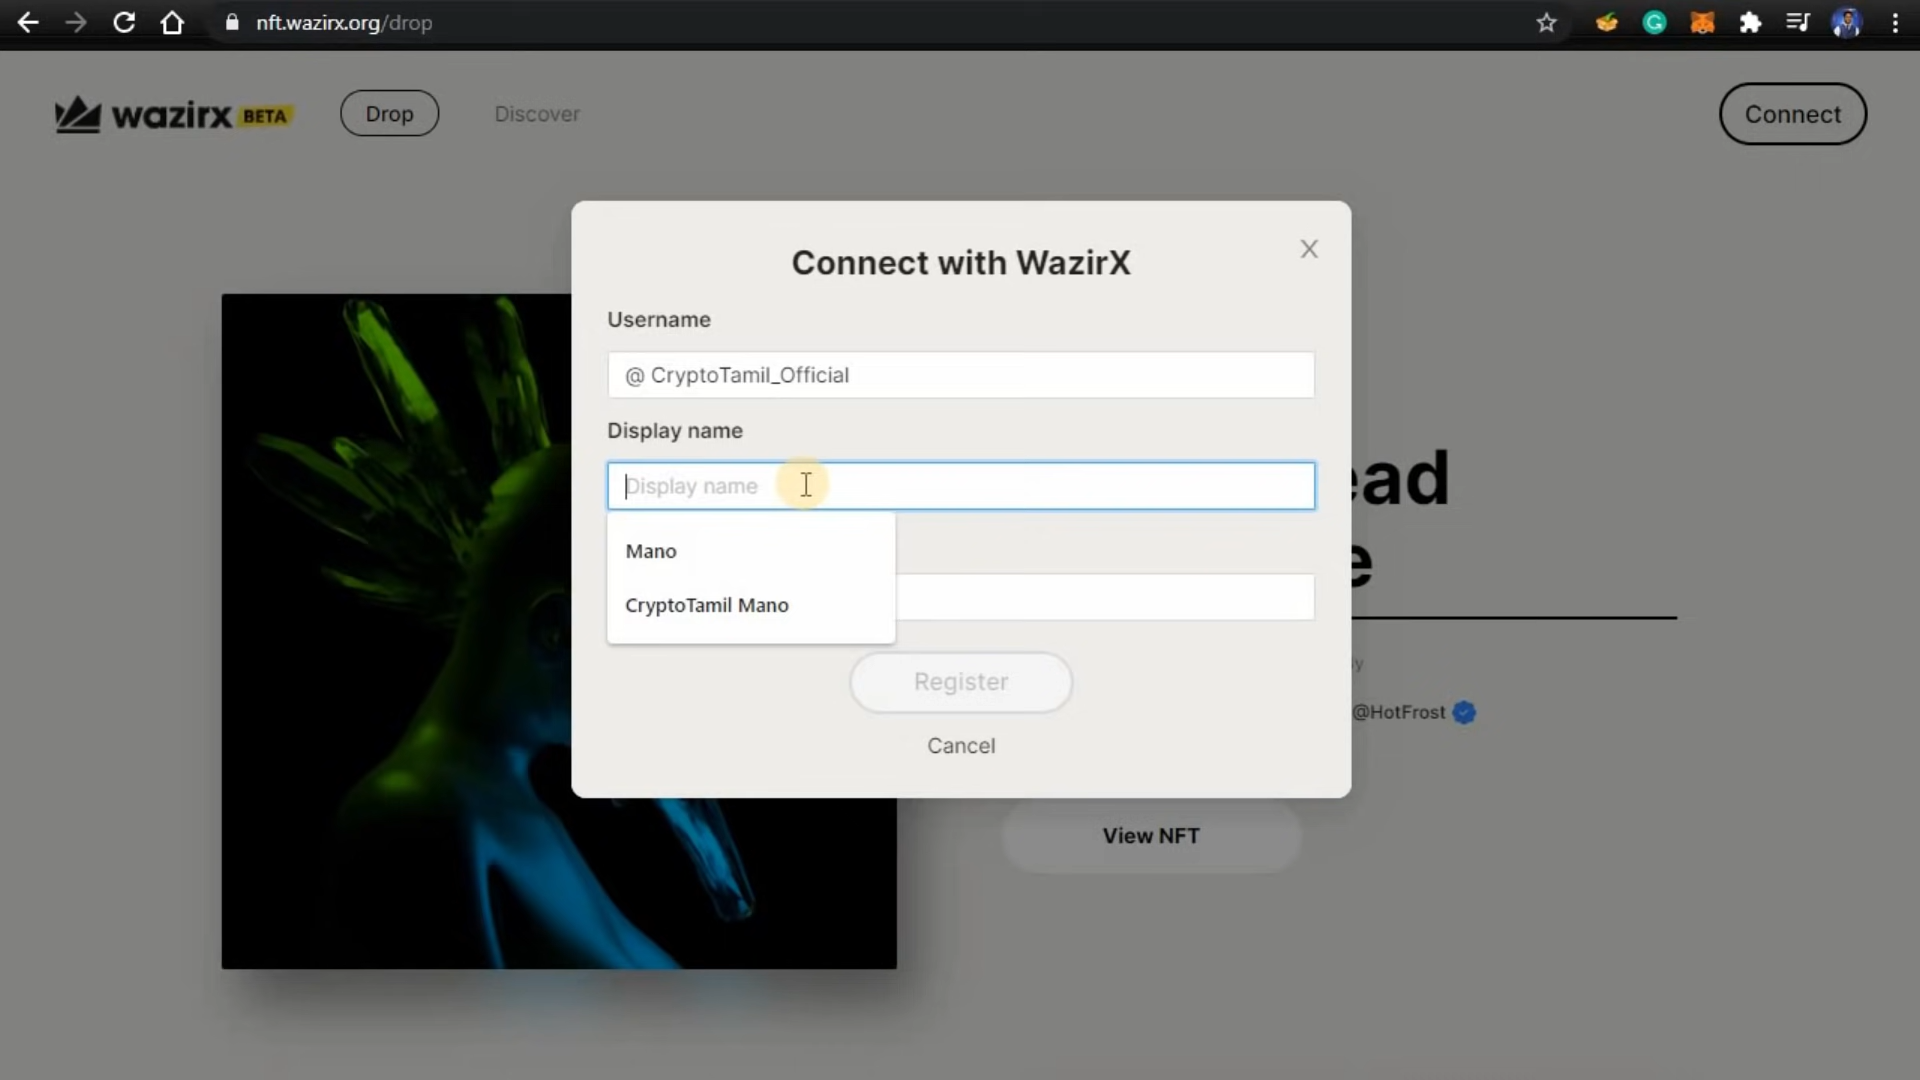 nft.wazirx.org/drop
wazirx BETA
Drop
Discover
Connect
Connect with WazirX
Username
@ CryptoTamil_Official
Display name
Display name
Mano
CryptoTamil Mano
Register
Cancel
ead
e
y
@HotFrost
View NFT